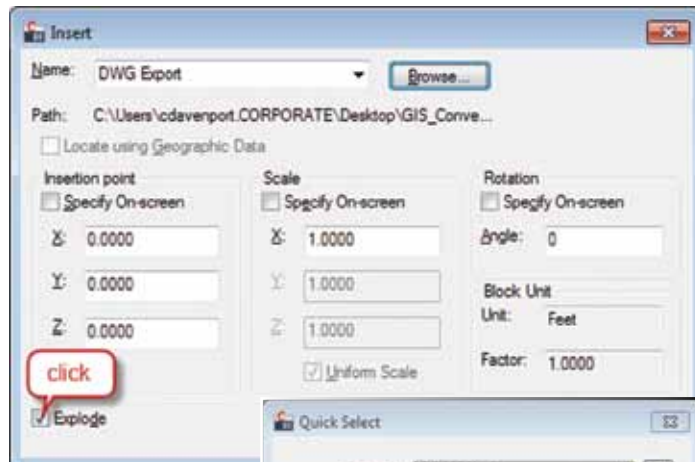 Insert
Name: DWG Export Browse...
Path: C:\Users\cdavenport.CORPORATE\Desktop\GIS_Conve...
Locate using Geographic Data
Insertion point Scale Rotation
Specify On-screen Specify On-screen Specify On-screen
X: 0.0000 X: 1.0000 Angle: 0
Y: 0.0000 Y: 1.0000 Block Unit
Unit: Feet
Z: 0.0000 Z: 1.0000
Factor: 1.0000
click Uniform Scale
Explode
Quick Select